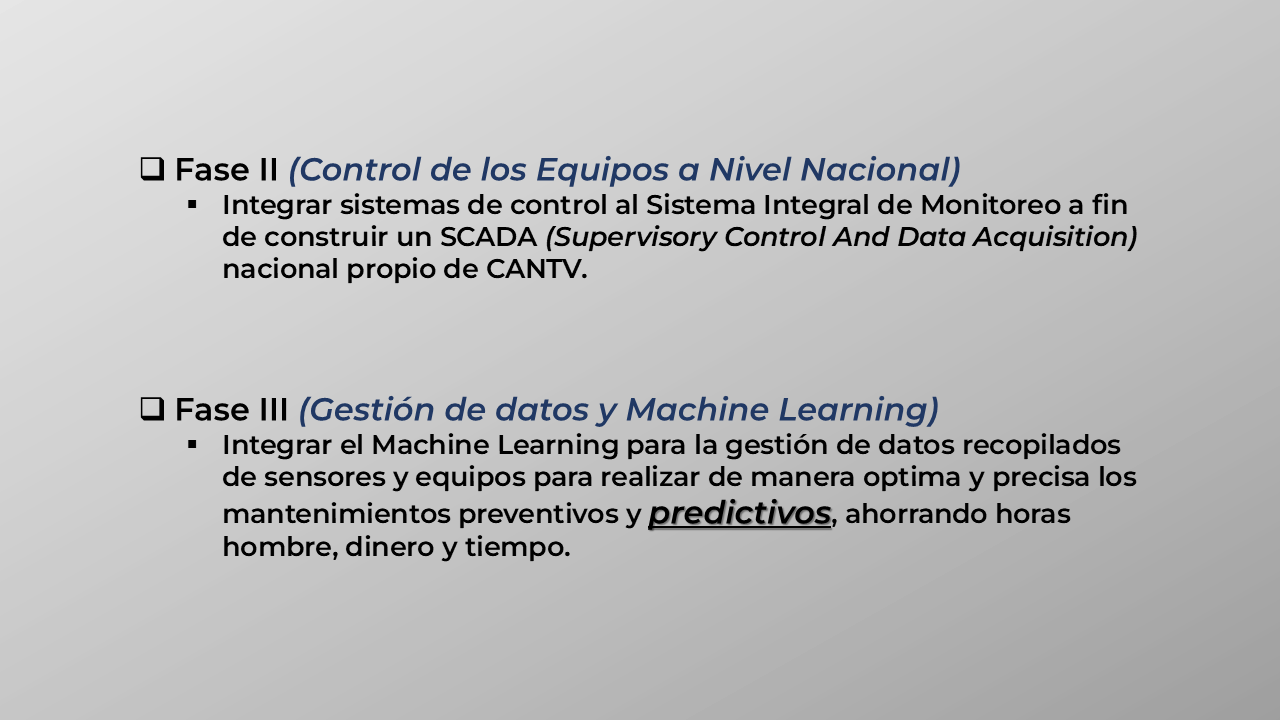 ❑ Fase II (Control de los Equipos a Nivel Nacional)
▪ Integrar sistemas de control al Sistema Integral de Monitoreo a fin
de construir un SCADA (Supervisory Control And Data Acquisition)
nacional propio de CANTV.
❑ Fase III (Gestión de datos y Machine Learning)
▪ Integrar el Machine Learning para la gestión de datos recopilados
de sensores y equipos para realizar de manera optima y precisa los
mantenimientos preventivos y predictivos, ahorrando horas
hombre, dinero y tiempo.